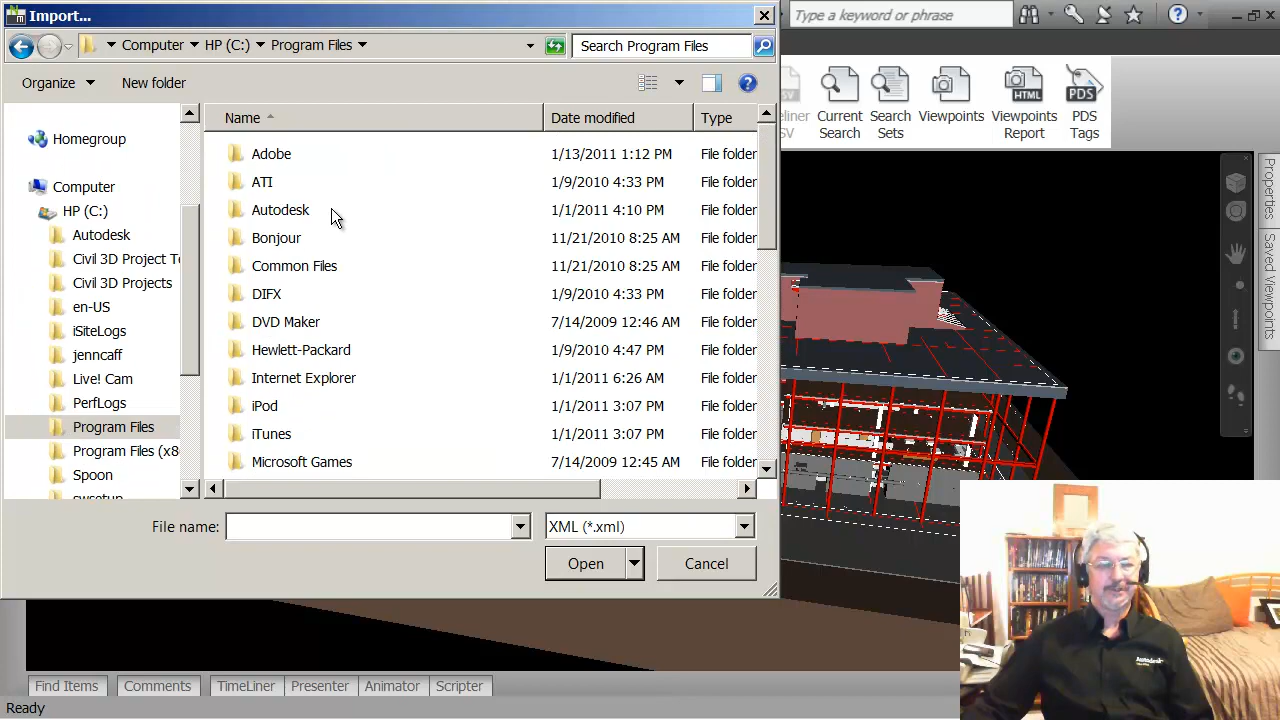 Import...
Type a keyword or phrase
Computer HP (C:) Program Files
Search Program Files
Organize New folder
Name Date modified Type
Adobe 1/13/2011 1:12 PM File folder
ATI 1/9/2010 4:33 PM File folder
Autodesk 1/1/2011 4:10 PM File folder
Bonjour 11/21/2010 8:25 AM File folder
Common Files 11/21/2010 8:25 AM File folder
DIFX 1/9/2010 4:33 PM File folder
DVD Maker 7/14/2009 12:46 AM File folder
Hewlett-Packard 1/9/2010 4:47 PM File folder
Internet Explorer 1/1/2011 6:26 AM File folder
iPod 1/1/2011 3:07 PM File folder
iTunes 1/1/2011 3:07 PM File folder
Microsoft Games 7/14/2009 12:45 AM File folder
Homegroup
Computer
HP (C:)
Autodesk
Civil 3D Project Te
Civil 3D Projects
en-US
iSiteLogs
jenncaff
Live! Cam
PerfLogs
Program Files
Program Files (x8
Spoon
swsetup
File name:
XML (*.xml)
Open Cancel
eliner
SV
Current
Search
Search
Sets
Viewpoints
Viewpoints
Report
HTML
PDS
PDS
Tags
Properties
Saved Viewpoints
Autodesk
Find Items Comments TimeLiner Presenter Animator Scripter
Ready